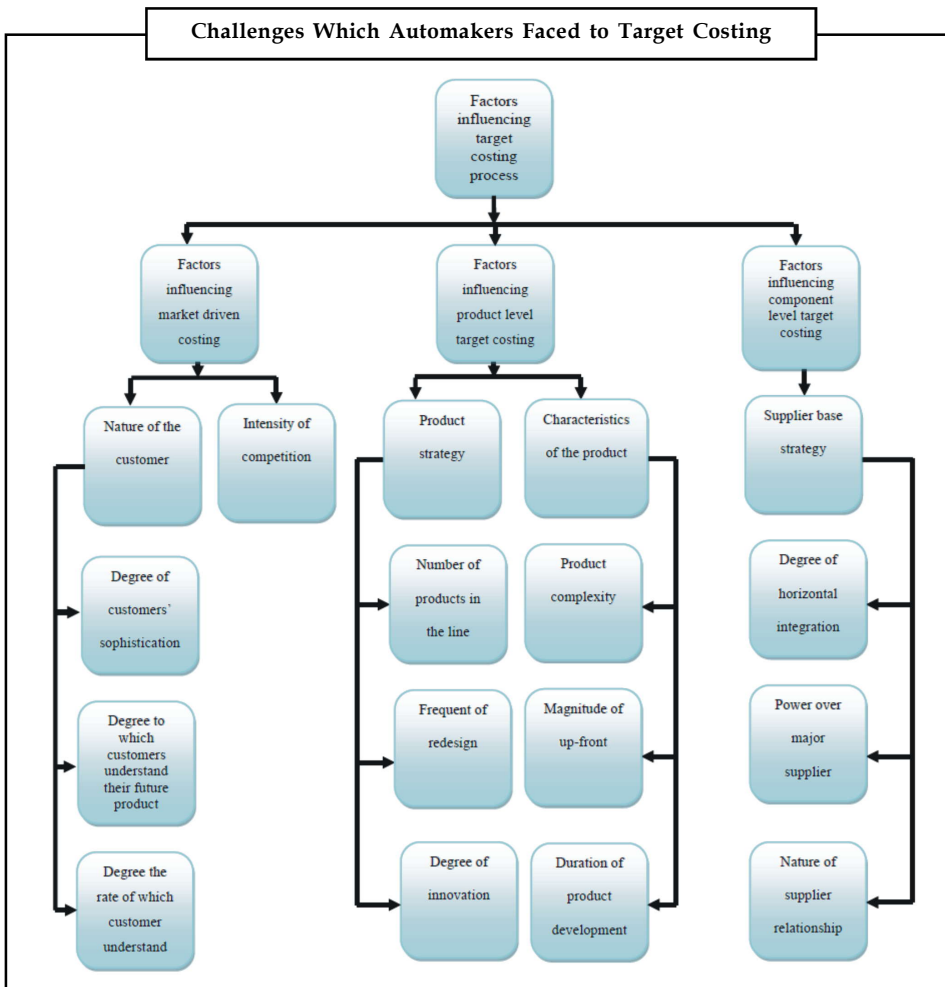 Challenges Which Automakers Faced to Target Costing
Factors
influencing
target
costing
process
Factors
influencing
market driven
costing
Factors
influencing
product level
target costing
Factors
influencing
component
level target
costing
Nature of the
customer
Intensity of
competition
Product
strategy
Characteristics
of the product
Supplier base
strategy
Degree of
customers’
sophistication
Number of
products in
the line
Product
complexity
Degree of
horizontal
integration
Degree to
which
customers
understand
their future
product
Frequent of
redesign
Magnitude of
up-front
Power over
major
supplier
Degree the
rate of which
customer
understand
Degree of
innovation
Duration of
product
development
Nature of
supplier
relationship